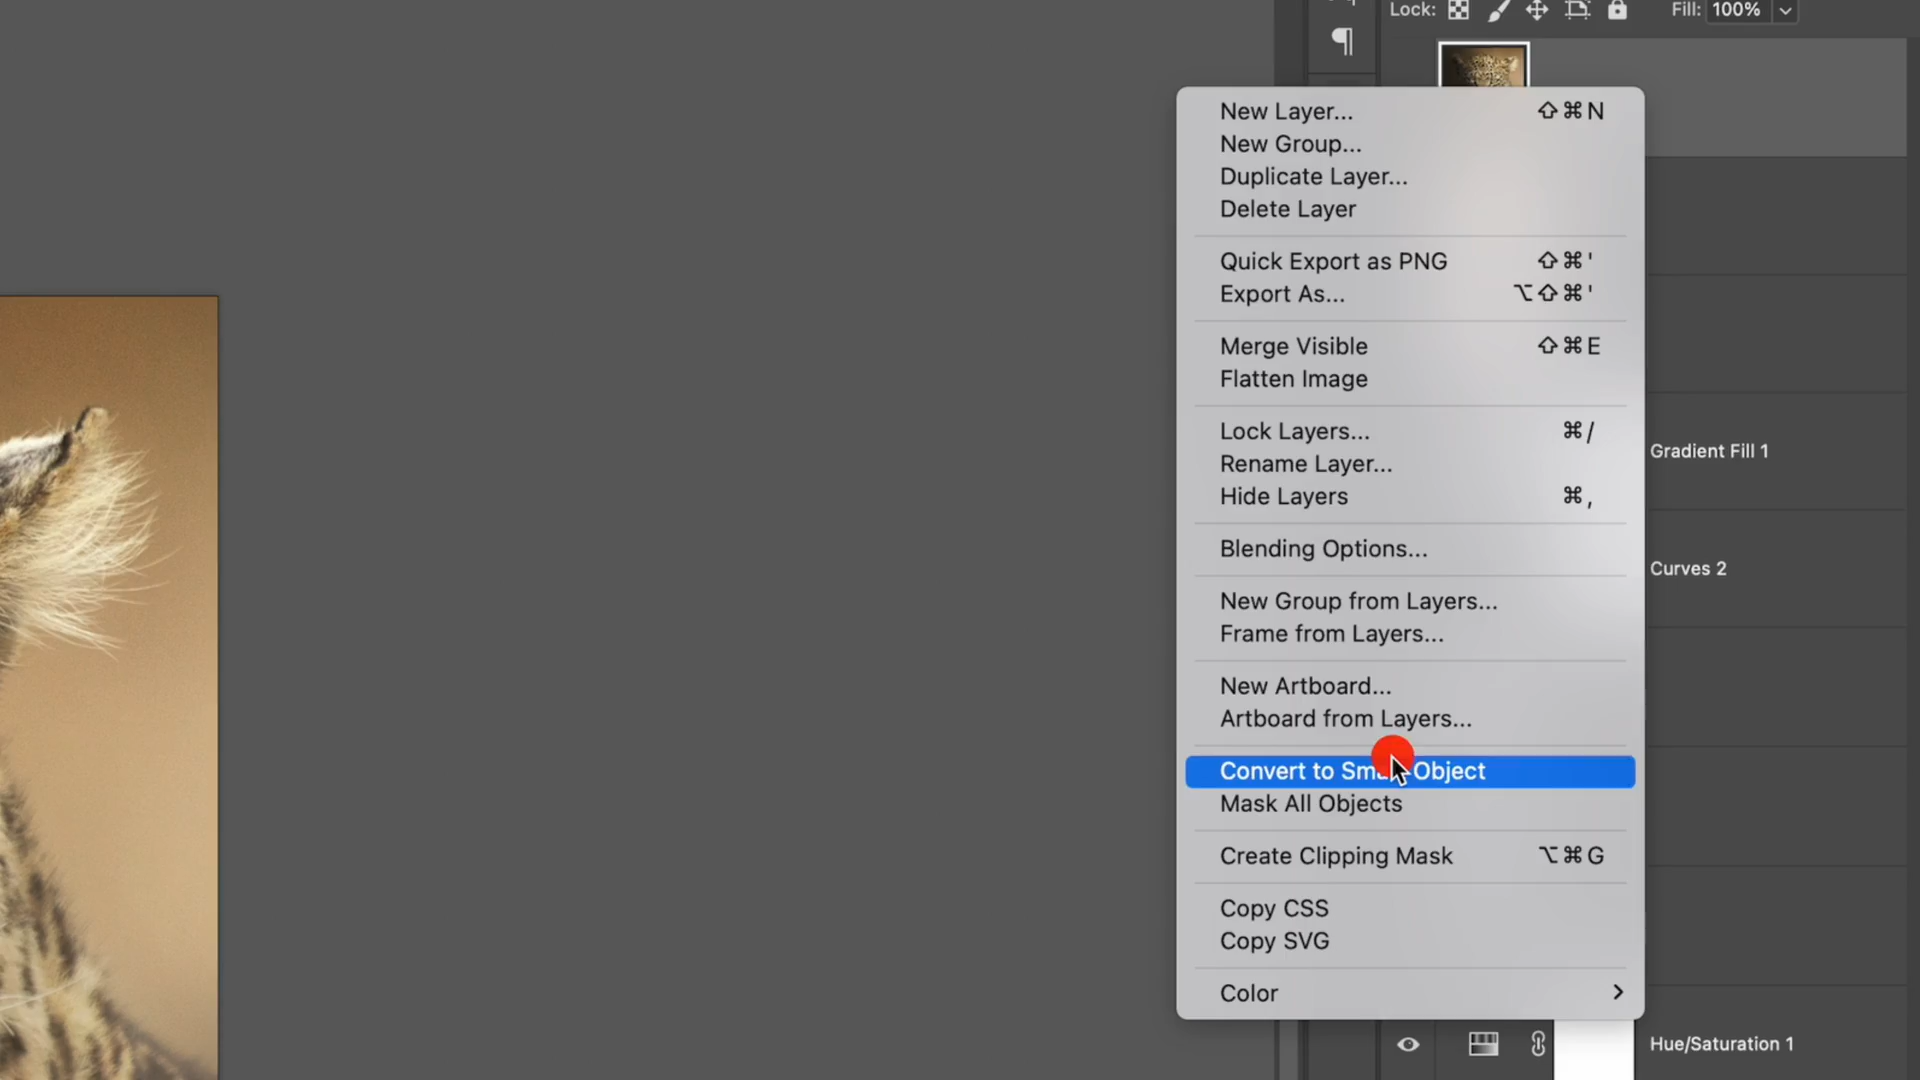 Lock:
Fill: 100%
New Layer... ⇧⌘N
New Group...
Duplicate Layer...
Delete Layer
Quick Export as PNG ⇧⌘'
Export As... ⌥⇧⌘'
Merge Visible ⇧⌘E
Flatten Image
Lock Layers... ⌘/
Rename Layer...
Hide Layers ⌘,
Blending Options...
New Group from Layers...
Frame from Layers...
New Artboard...
Artboard from Layers...
Convert to Smart Object
Mask All Objects
Create Clipping Mask ⌥⌘G
Copy CSS
Copy SVG
Color
Gradient Fill 1
Curves 2
Hue/Saturation 1